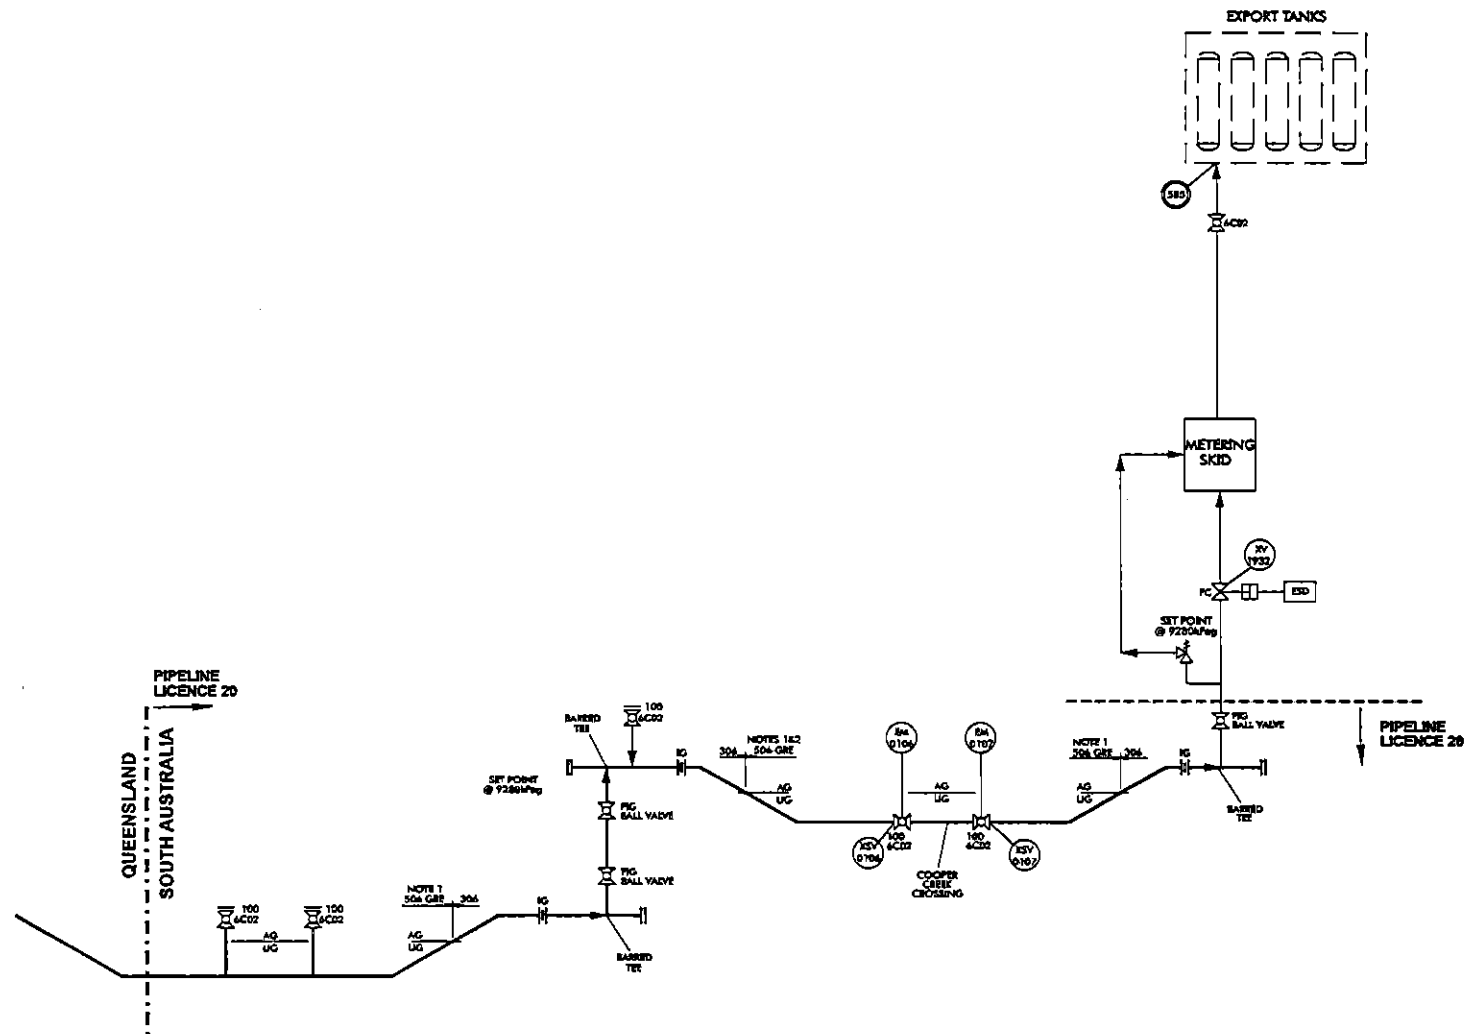 EXPORT TANKS
585
6C02
METERING
SKID
XV
1932
FC
ESD
SET POINT
@ 9280kPag
PIPELINE
LICENCE 20
QUEENSLAND
SOUTH AUSTRALIA
100
6C02
100
6C02
AG
UG
NOTE 1
506 GRE
306
AG
UG
IG
BARRED
TEE
PIG
BALL VALVE
PIG
BALL VALVE
SET POINT
@ 9280kPag
BARRED
TEE
100
6C02
IG
NOTES 1&2
306
506 GRE
AG
UG
0106
XSV
0106
100
6C02
AG
UG
0107
100
6C02
XSV
0107
COOPER
CREEK
CROSSING
NOTE 1
506 GRE
306
AG
UG
IG
PIG
BALL VALVE
BARRED
TEE
PIPELINE
LICENCE 20